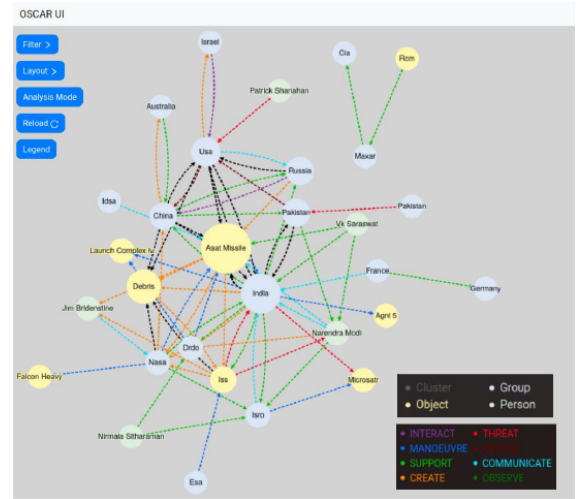 OSCAR UI
Filter >
Layout >
Analysis Mode
Reload
Legend
Israel
Cia
Rcm
Patrick Shanahan
Australia
Usa
Maxar
Russia
Idsa
China
Pakistan
Pakistan
Vk Saraswat
Asat Missile
Launch Complex Iv
France
Debris
India
Germany
Jim Bridenstine
Agni 5
Narendra Modi
Drdo
Nasa
Falcon Heavy
Iss
Microsatr
Isro
Nirmala Sitharaman
Esa
Cluster
Group
Object
Person
INTERACT
THREAT
MANOEUVRE
SUPPORT
COMMUNICATE
CREATE
OBSERVE